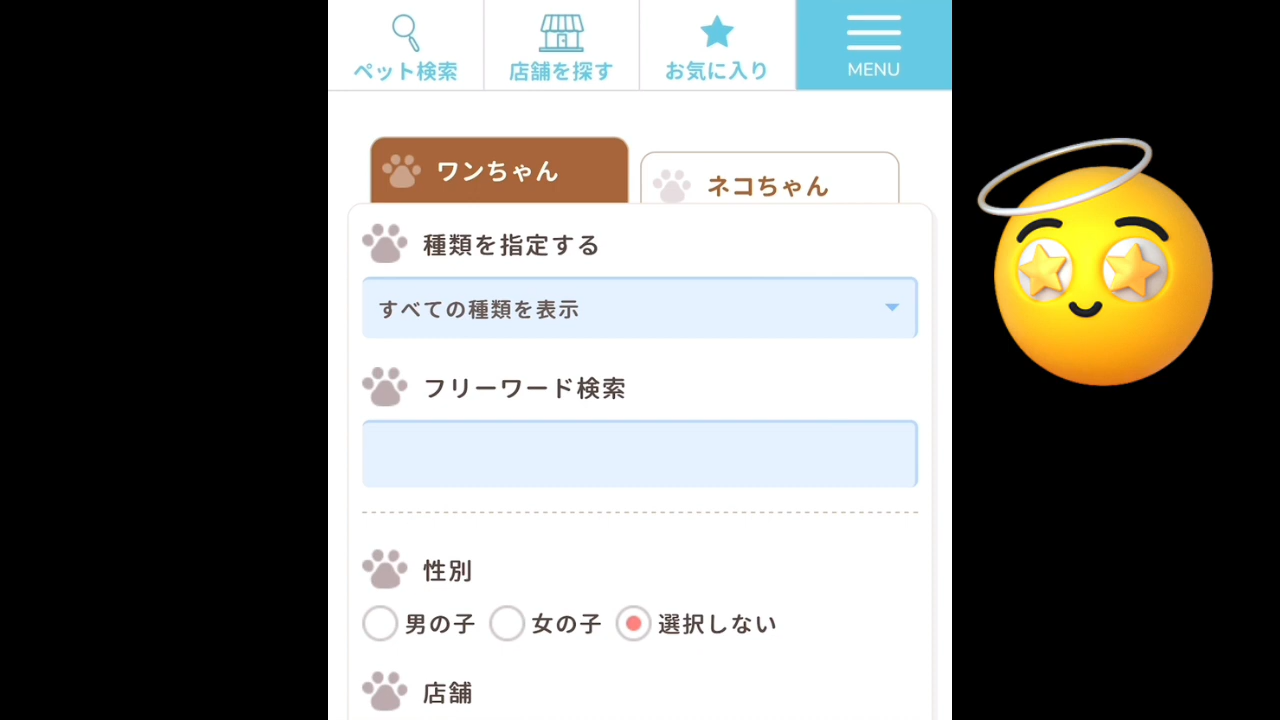 ペット検索
店舗を探す
お気に入り
MENU
ワンちゃん
ネコちゃん
種類を指定する
すべての種類を表示
フリーワード検索
性別
男の子 女の子 選択しない
店舗